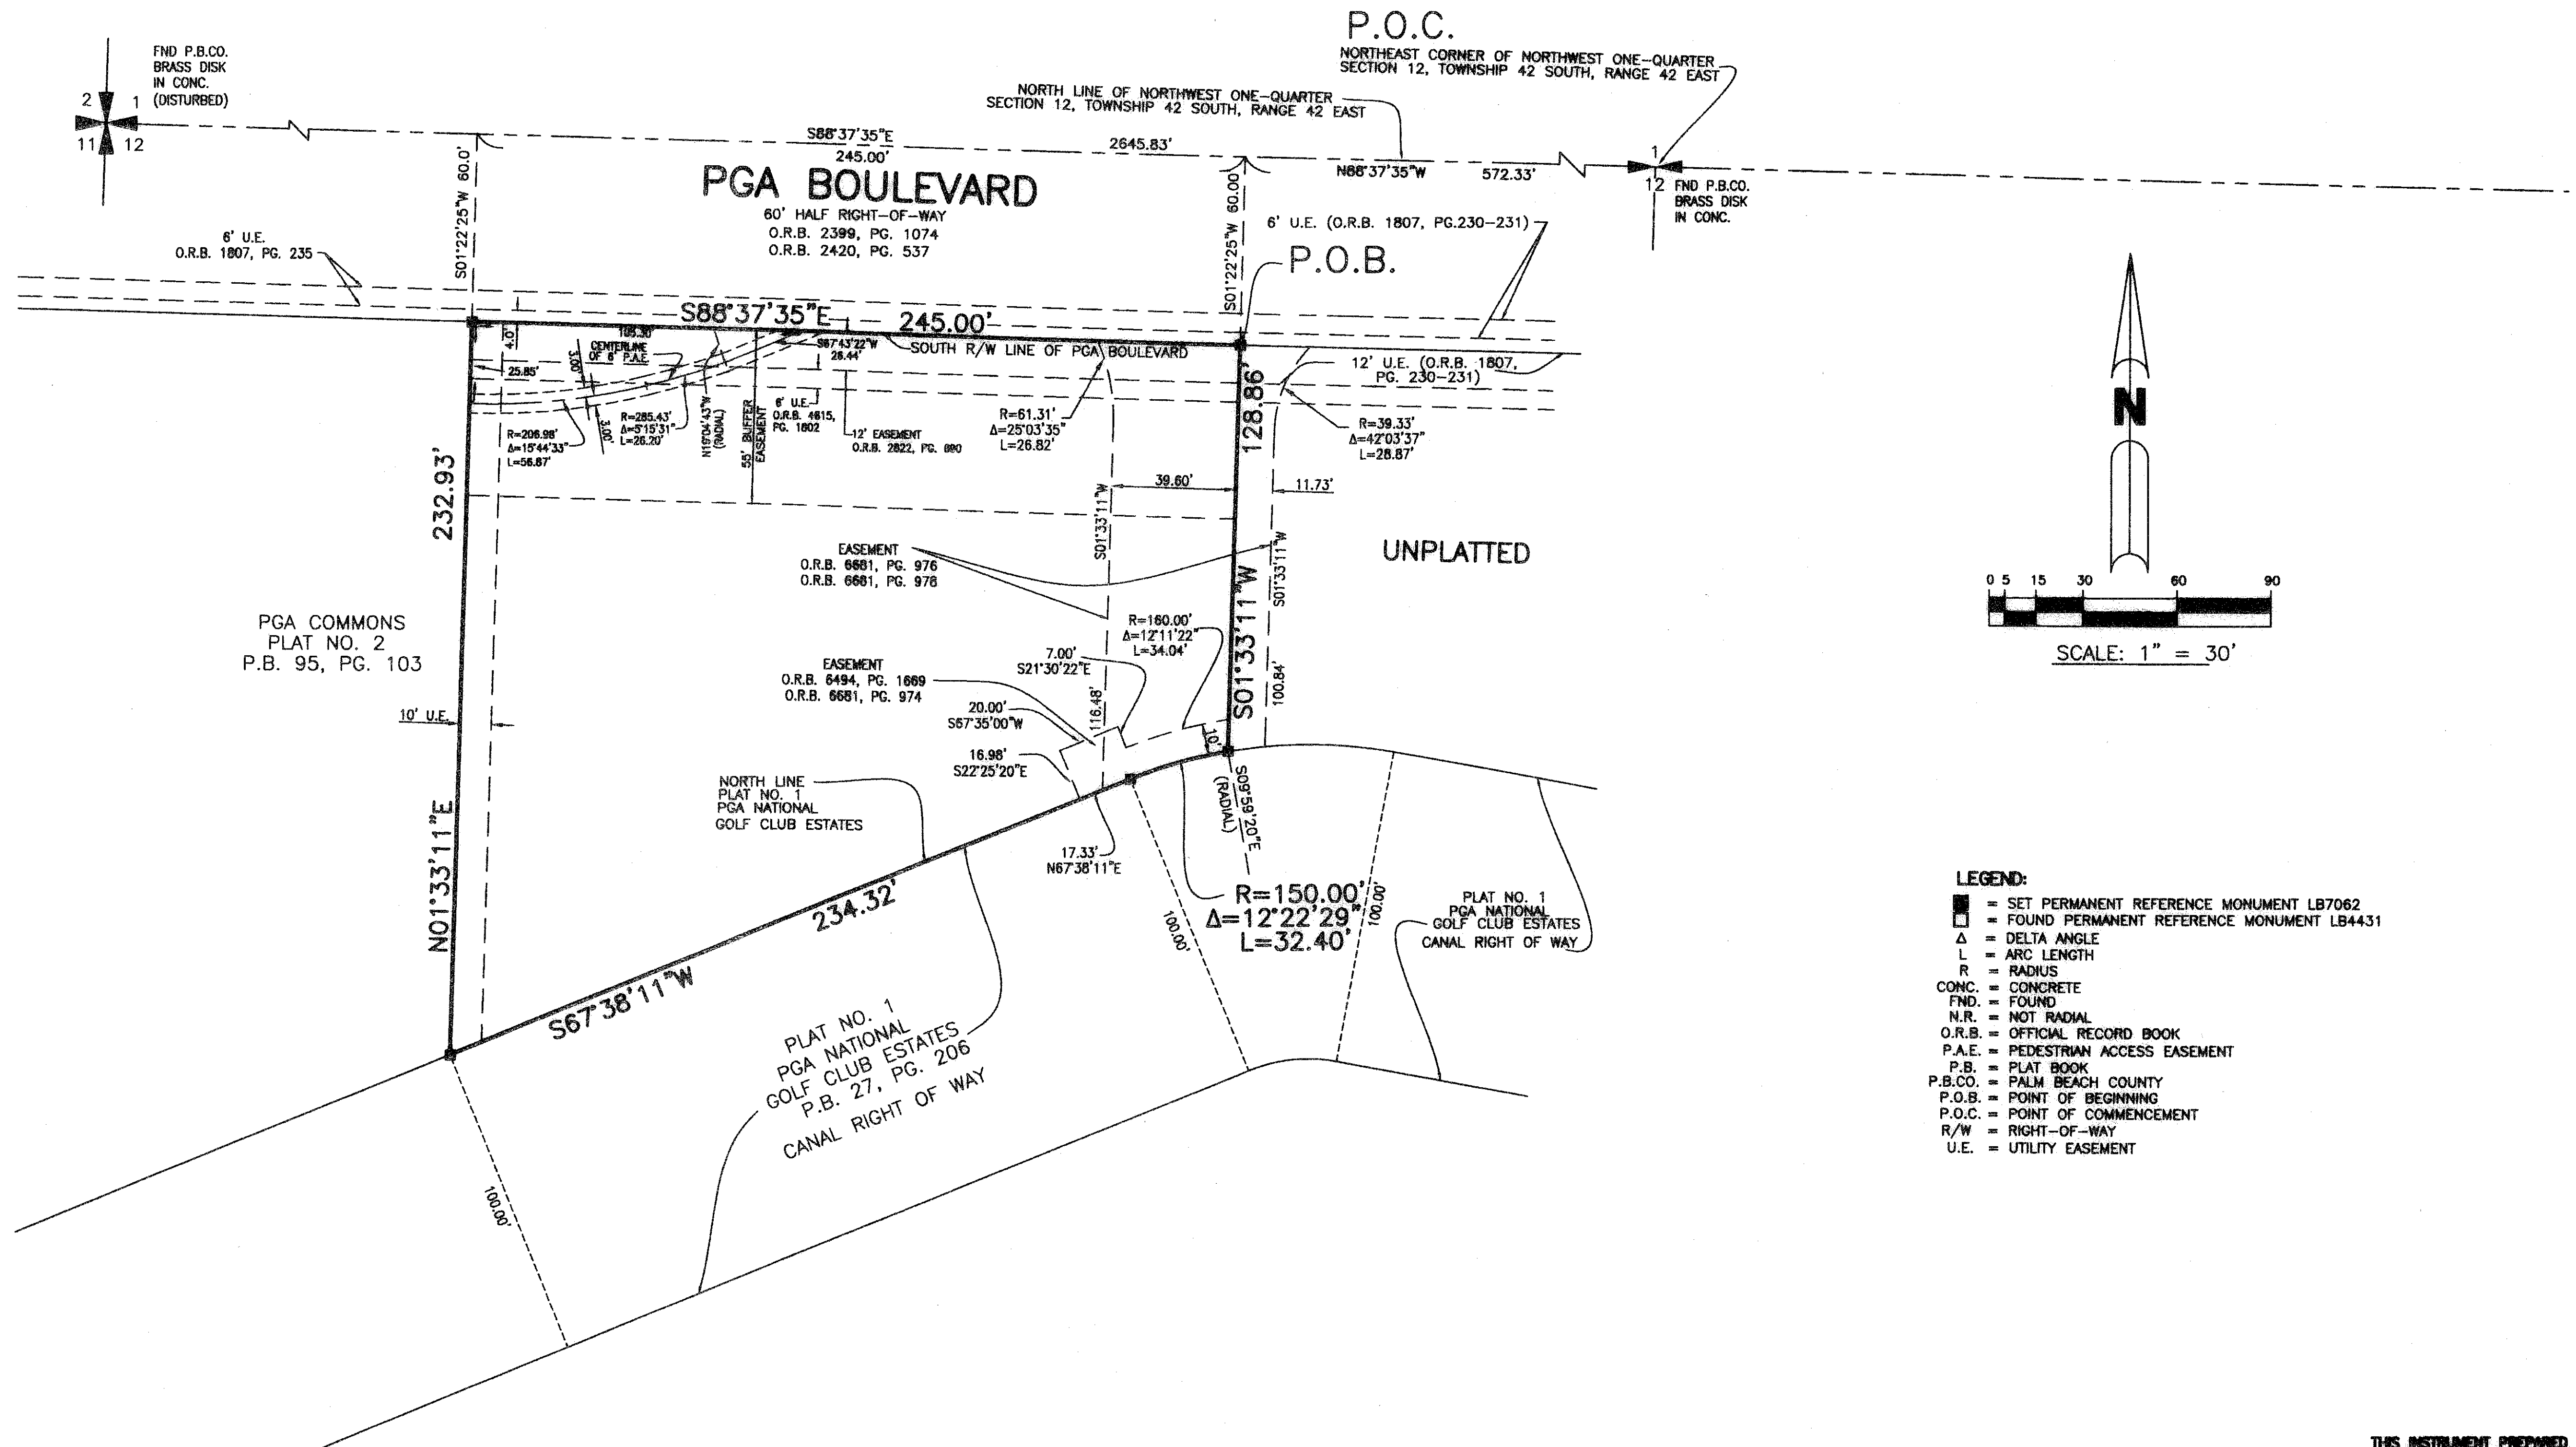 P.O.C.
NORTHEAST CORNER OF NORTHWEST ONE-QUARTER
SECTION 12, TOWNSHIP 42 SOUTH, RANGE 42 EAST
FND P.B.CO.
BRASS DISK
IN CONC.
(DISTURBED)
2 1
11 12
NORTH LINE OF NORTHWEST ONE-QUARTER
SECTION 12, TOWNSHIP 42 SOUTH, RANGE 42 EAST
S88°37'35"E
245.00'
2645.83'
N88°37'35"W 572.33'
1
12
FND P.B.CO.
BRASS DISK
IN CONC.
PGA BOULEVARD
60' HALF RIGHT-OF-WAY
O.R.B. 2399, PG. 1074
O.R.B. 2420, PG. 537
S01°22'25"W 60.0'
S01°22'25"W 60.00'
6' U.E.
O.R.B. 1807, PG. 235
6' U.E. (O.R.B. 1807, PG.230-231)
P.O.B.
S88°37'35"E 245.00'
4.0'
CENTERLINE
OF 6' P.A.E.
S67°43'22"W
28.44'
SOUTH R/W LINE OF PGA BOULEVARD
12' U.E. (O.R.B. 1807,
PG. 230-231)
25.85'
3.00'
3.00'
R=206.98'
Δ=15°44'33"
L=56.87'
R=285.43'
Δ=5°15'31"
L=26.20'
N19°04'43"W
(RADIAL)
55' BUFFER
EASEMENT
6' U.E.
O.R.B. 4615,
PG. 1602
12' EASEMENT
O.R.B. 2822, PG. 890
R=61.31'
Δ=25°03'35"
L=26.82'
128.86'
R=39.33'
Δ=42°03'37"
L=28.87'
232.93'
39.60'
11.73'
S01°33'11"W
S01°33'11"W
S01°33'11"W
EASEMENT
O.R.B. 6681, PG. 976
O.R.B. 6681, PG. 978
UNPLATTED
PGA COMMONS
PLAT NO. 2
P.B. 95, PG. 103
R=160.00'
Δ=12°11'22"
L=34.04'
7.00'
S21°30'22"E
EASEMENT
O.R.B. 6494, PG. 1669
O.R.B. 6681, PG. 974
20.00'
S67°35'00"W
116.48'
100.84'
10'
10' U.E.
16.98'
S22°25'20"E
NORTH LINE
PLAT NO. 1
PGA NATIONAL
GOLF CLUB ESTATES
S09°59'20"E
(RADIAL)
17.33'
N67°38'11"E
N01°33'11"E
S67°38'11"W
234.32'
R=150.00'
Δ=12°22'29"
L=32.40'
100.00'
100.00'
PLAT NO. 1
PGA NATIONAL
GOLF CLUB ESTATES
CANAL RIGHT OF WAY
PLAT NO. 1
PGA NATIONAL
GOLF CLUB ESTATES
P.B. 27, PG. 206
CANAL RIGHT OF WAY
100.00'
N
0 5 15 30 60 90
SCALE: 1" = 30'
LEGEND:
= SET PERMANENT REFERENCE MONUMENT LB7062
= FOUND PERMANENT REFERENCE MONUMENT LB4431
Δ = DELTA ANGLE
L = ARC LENGTH
R = RADIUS
CONC. = CONCRETE
FND. = FOUND
N.R. = NOT RADIAL
O.R.B. = OFFICIAL RECORD BOOK
P.A.E. = PEDESTRIAN ACCESS EASEMENT
P.B. = PLAT BOOK
P.B.CO. = PALM BEACH COUNTY
P.O.B. = POINT OF BEGINNING
P.O.C. = POINT OF COMMENCEMENT
R/W = RIGHT-OF-WAY
U.E. = UTILITY EASEMENT
THIS INSTRUMENT PREPARED